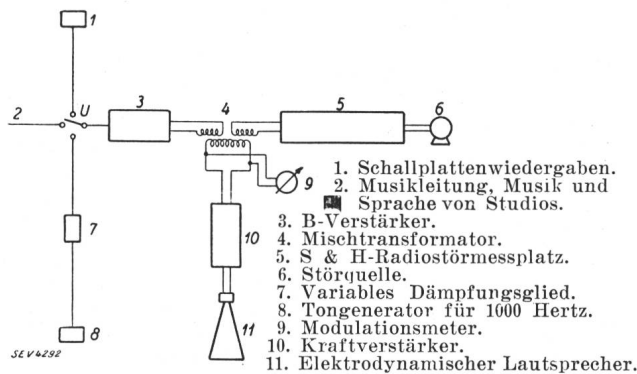 1
2
U
3
4
5
6
1. Schallplattenwiedergaben.
2. Musikleitung, Musik und
Sprache von Studios.
3. B-Verstärker.
4. Mischtransformator.
5. S & H-Radiostörmessplatz.
6. Störquelle.
7. Variables Dämpfungsglied.
8. Tongenerator für 1000 Hertz.
9. Modulationsmeter.
10. Kraftverstärker.
11. Elektrodynamischer Lautsprecher.
9
7
10
8
11
SEV4292